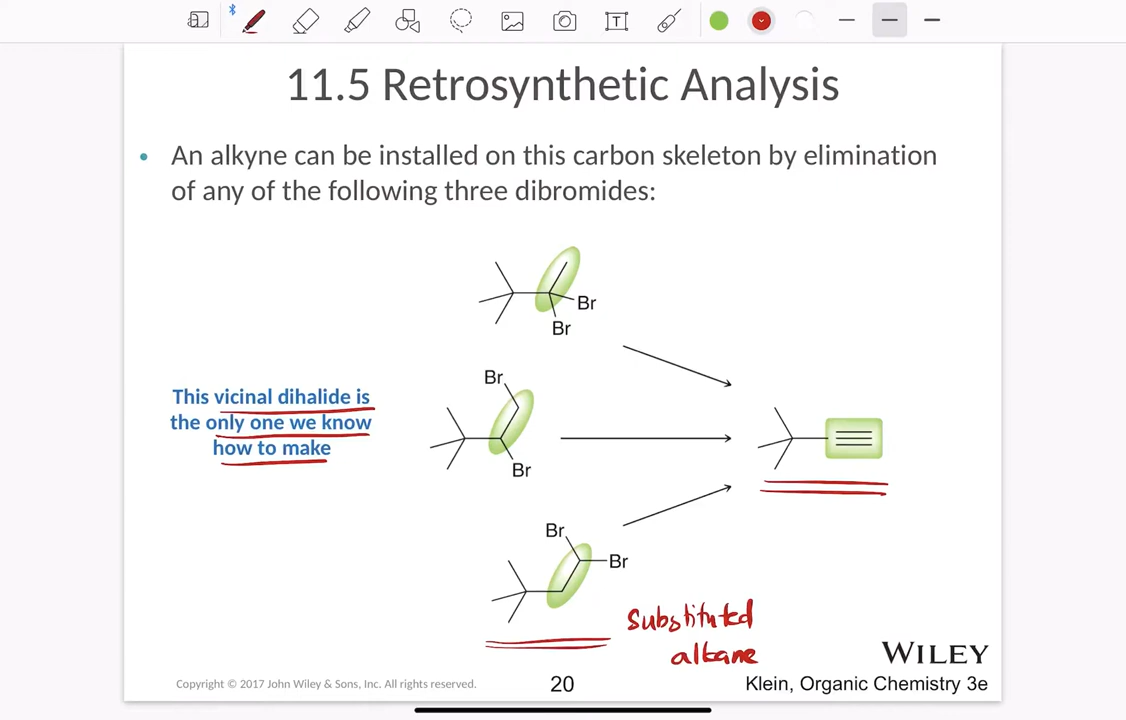 T
11.5 Retrosynthetic Analysis
• An alkyne can be installed on this carbon skeleton by elimination
of any of the following three dibromides:
Br
Br
Br
This vicinal dihalide is
the only one we know
how to make
Br
Br
Br
Substituted
alkane
WILEY
Copyright © 2017 John Wiley & Sons, Inc. All rights reserved.
20
Klein, Organic Chemistry 3e